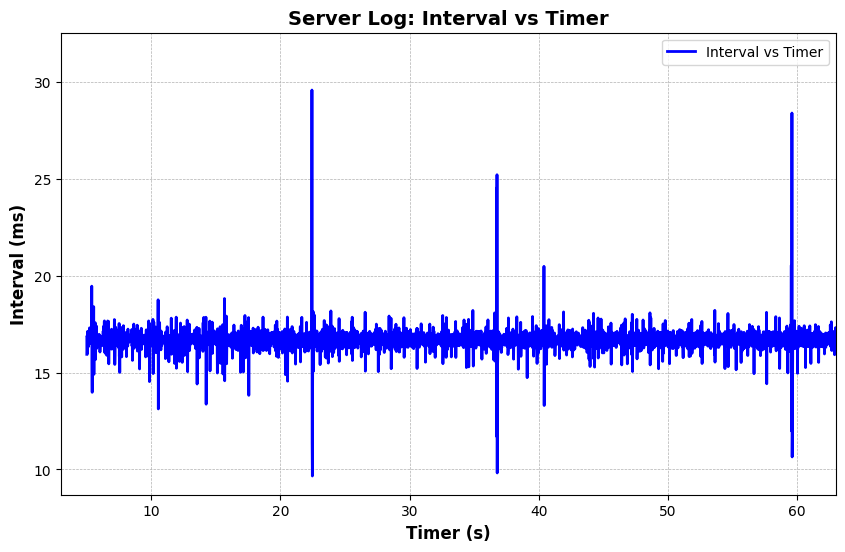 Server Log: Interval vs Timer
Interval vs Timer
30
25
20
15
10
Interval (ms)
10 20 30 40 50 60
Timer (s)